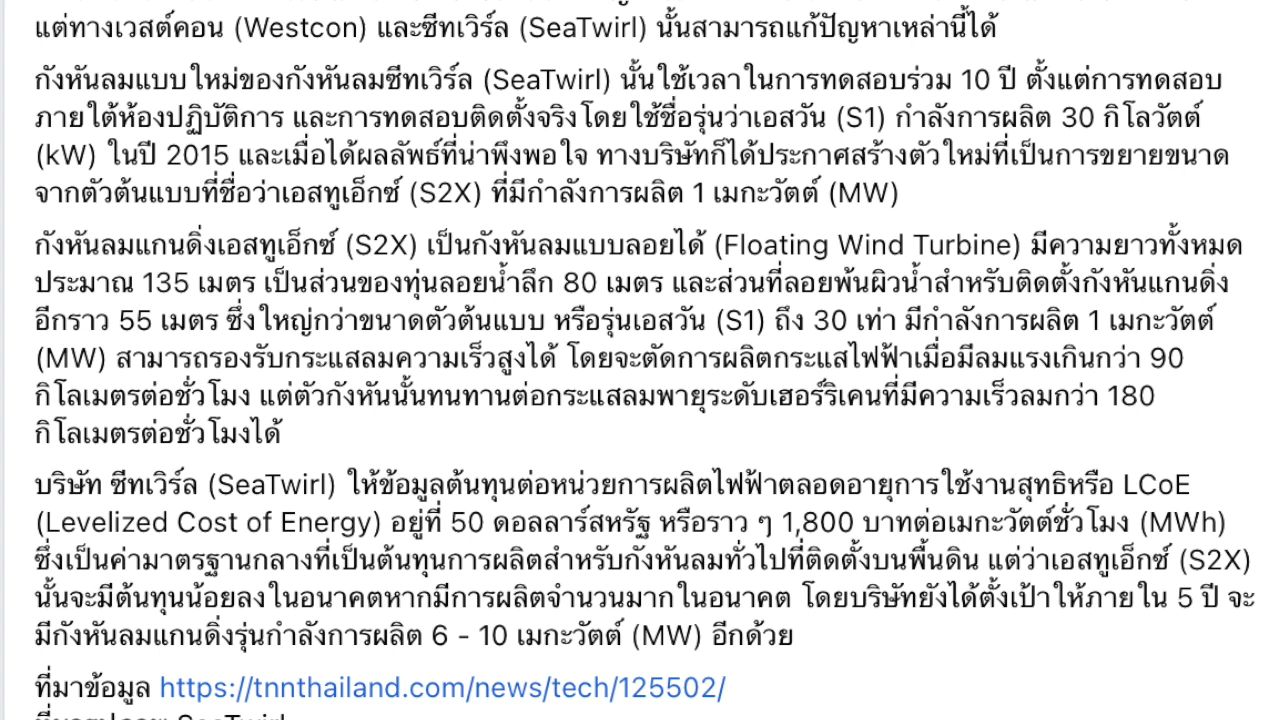 แต่ทางเวสต์คอน (Westcon) และซีทเวิร์ล (SeaTwirl) นั้นสามารถแก้ปัญหาเหล่านี้ได้
กังหันลมแบบใหม่ของกังหันลมซีทเวิร์ล (SeaTwirl) นั้นใช้เวลาในการทดสอบร่วม 10 ปี ตั้งแต่การทดสอบ
ภายใต้ห้องปฏิบัติการ และการทดสอบติดตั้งจริงโดยใช้ชื่อรุ่นว่าเอสวัน (S1) กำลังการผลิต 30 กิโลวัตต์
(kW) ในปี 2015 และเมื่อได้ผลลัพธ์ที่น่าพึงพอใจ ทางบริษัทก็ได้ประกาศสร้างตัวใหม่ที่เป็นการขยายขนาด
จากตัวต้นแบบที่ชื่อว่าเอสทูเอ็กซ์ (S2X) ที่มีกำลังการผลิต 1 เมกะวัตต์ (MW)
กังหันลมแกนดิ่งเอสทูเอ็กซ์ (S2X) เป็นกังหันลมแบบลอยได้ (Floating Wind Turbine) มีความยาวทั้งหมด
ประมาณ 135 เมตร เป็นส่วนของทุ่นลอยน้ำลึก 80 เมตร และส่วนที่ลอยพ้นผิวน้ำสำหรับติดตั้งกังหันแกนดิ่ง
อีกราว 55 เมตร ซึ่งใหญ่กว่าขนาดตัวต้นแบบ หรือรุ่นเอสวัน (S1) ถึง 30 เท่า มีกำลังการผลิต 1 เมกะวัตต์
(MW) สามารถรองรับกระแสลมความเร็วสูงได้ โดยจะตัดการผลิตกระแสไฟฟ้าเมื่อมีลมแรงเกินกว่า 90
กิโลเมตรต่อชั่วโมง แต่ตัวกังหันนั้นทนทานต่อกระแสลมพายุระดับเฮอร์ริเคนที่มีความเร็วลมกว่า 180
กิโลเมตรต่อชั่วโมงได้
บริษัท ซีทเวิร์ล (SeaTwirl) ให้ข้อมูลต้นทุนต่อหน่วยการผลิตไฟฟ้าตลอดอายุการใช้งานสุทธิหรือ LCoE
(Levelized Cost of Energy) อยู่ที่ 50 ดอลลาร์สหรัฐ หรือราว ๆ 1,800 บาทต่อเมกะวัตต์ชั่วโมง (MWh)
ซึ่งเป็นค่ามาตรฐานกลางที่เป็นต้นทุนการผลิตสำหรับกังหันลมทั่วไปที่ติดตั้งบนพื้นดิน แต่ว่าเอสทูเอ็กซ์ (S2X)
นั้นจะมีต้นทุนน้อยลงในอนาคตหากมีการผลิตจำนวนมากในอนาคต โดยบริษัทยังได้ตั้งเป้าให้ภายใน 5 ปี จะ
มีกังหันลมแกนดิ่งรุ่นกำลังการผลิต 6 - 10 เมกะวัตต์ (MW) อีกด้วย
ที่มาข้อมูล https://tnnthailand.com/news/tech/125502/